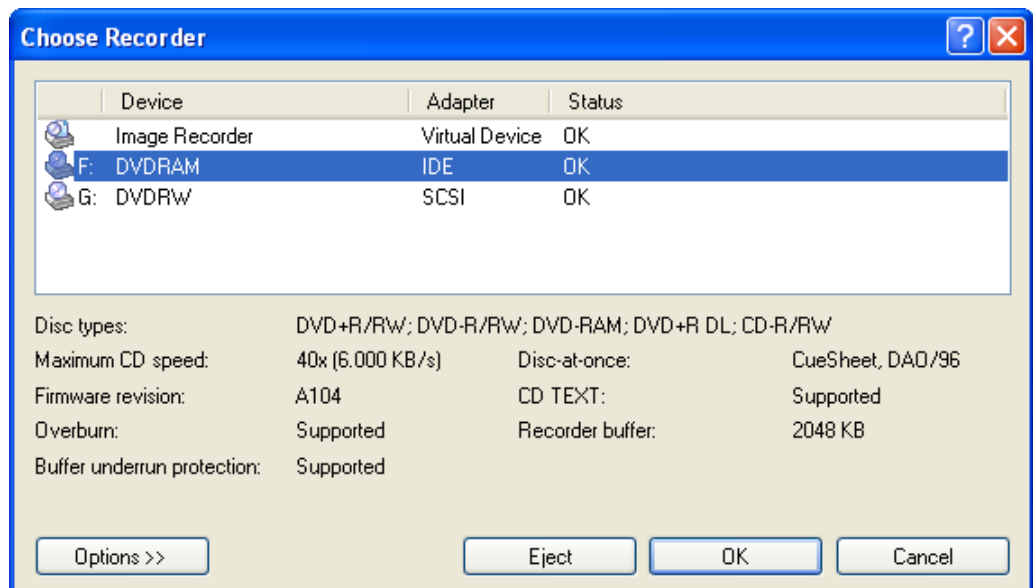 Choose Recorder
Device Adapter Status
Image Recorder Virtual Device OK
F: DVDRAM IDE OK
G: DVDRW SCSI OK
Disc types: DVD+R/RW; DVD-R/RW; DVD-RAM; DVD+R DL; CD-R/RW
Maximum CD speed: 40x (6.000 KB/s) Disc-at-once: CueSheet, DAO/96
Firmware revision: A104 CD TEXT: Supported
Overburn: Supported Recorder buffer: 2048 KB
Buffer underrun protection: Supported
Options >> Eject OK Cancel